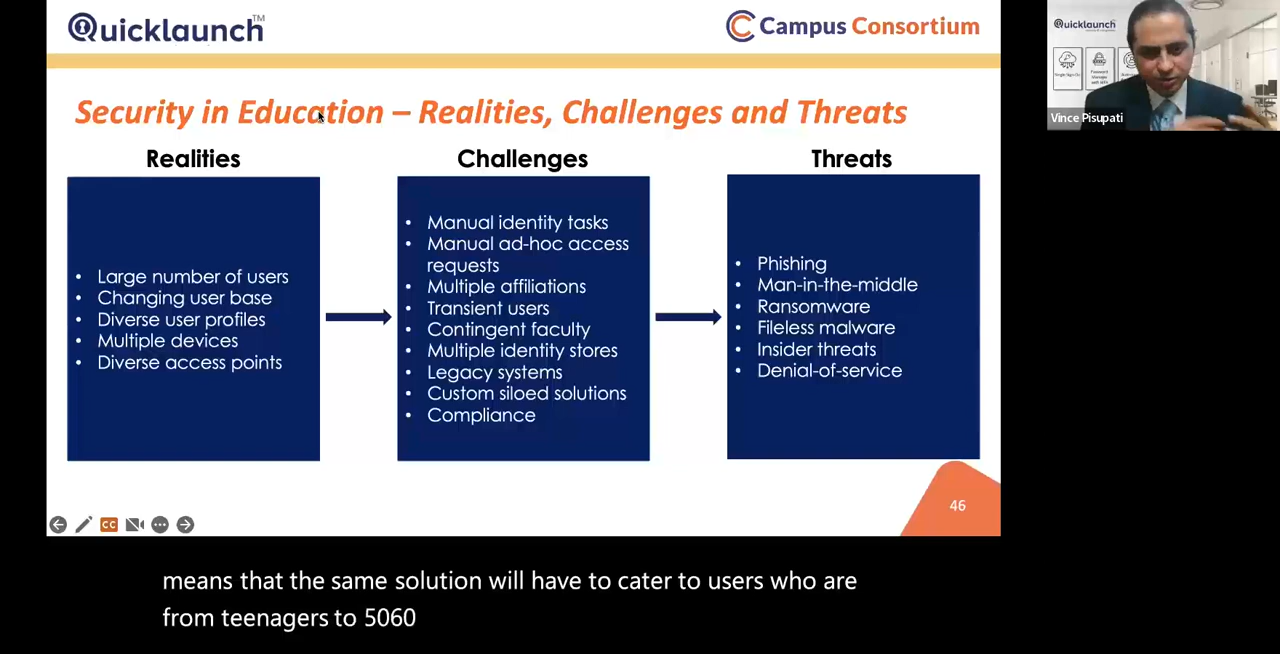 Quicklaunch™
Campus Consortium
Security in Education – Realities, Challenges and Threats
Realities
• Large number of users
• Changing user base
• Diverse user profiles
• Multiple devices
• Diverse access points
Challenges
• Manual identity tasks
• Manual ad-hoc access
requests
• Multiple affiliations
• Transient users
• Contingent faculty
• Multiple identity stores
• Legacy systems
• Custom siloed solutions
• Compliance
Threats
• Phishing
• Man-in-the-middle
• Ransomware
• Fileless malware
• Insider threats
• Denial-of-service
46
CC
means that the same solution will have to cater to users who are
from teenagers to 5060
Quicklaunch
Vince Pisupati